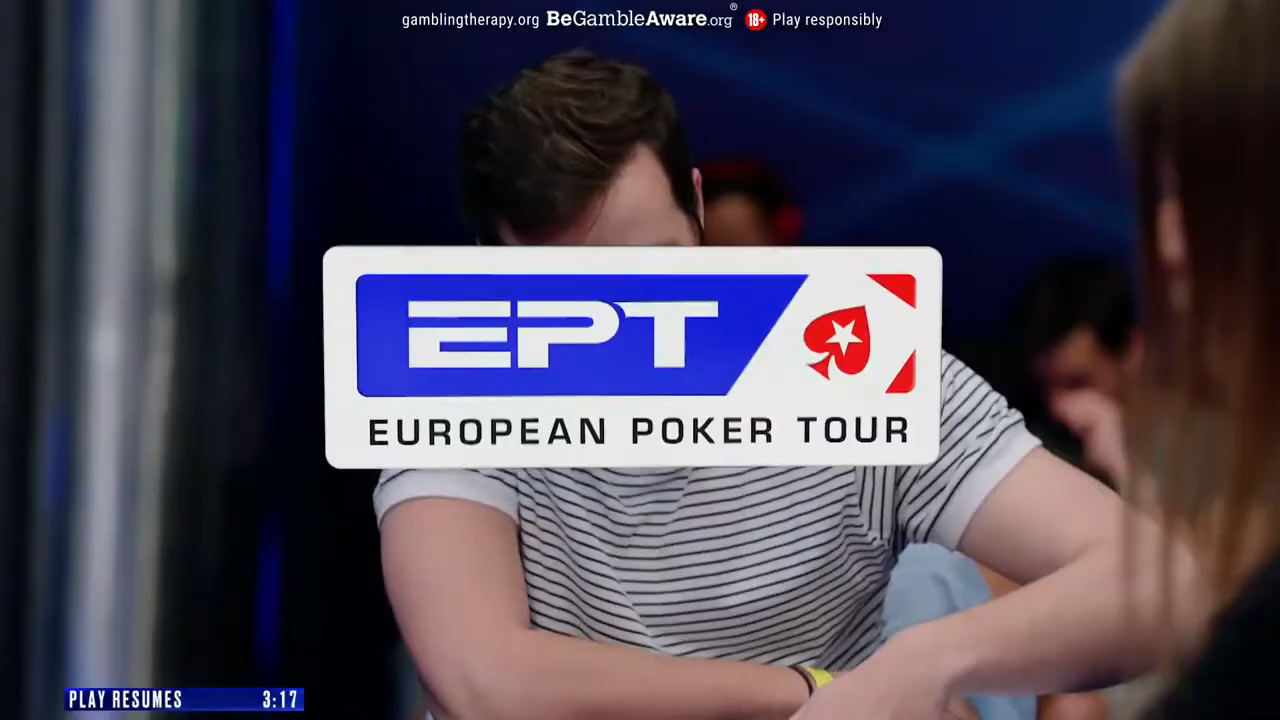 gamblingtherapy.org BeGambleAware.org® 18+ Play responsibly
EPT
EUROPEAN POKER TOUR
PLAY RESUMES 3:17